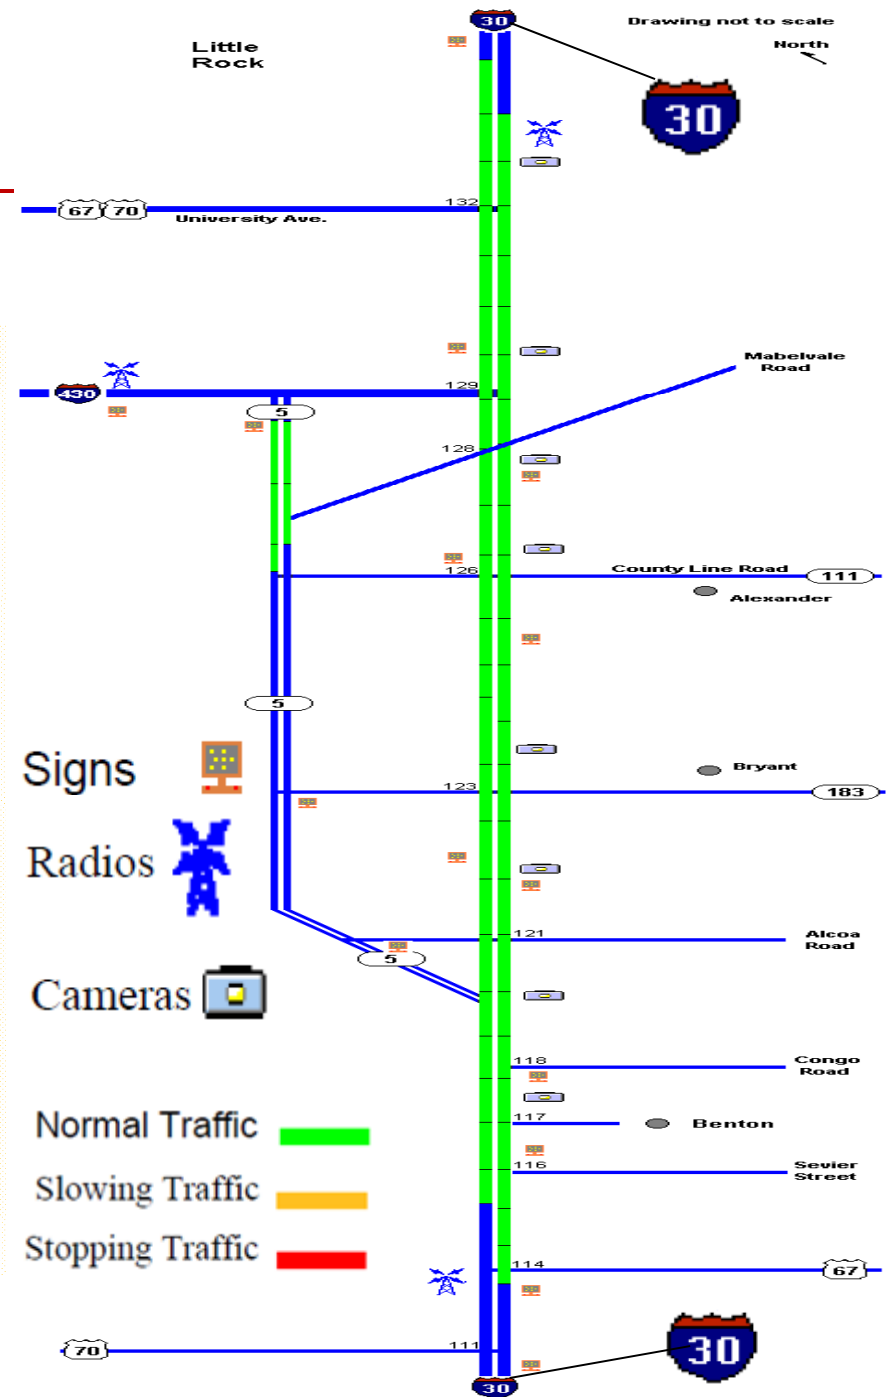 30
Drawing not to scale
Little
Rock
North
30
132
67 70
University Ave.
Mabelvale
Road
129
430
5
128
126
County Line Road
111
Alexander
5
Signs
Bryant
123
183
Radios
121
Alcoa
Road
5
Cameras
118
Congo
Road
117
Benton
Normal Traffic
116
Sevier
Street
Slowing Traffic
Stopping Traffic
114
67
70
111
30
30